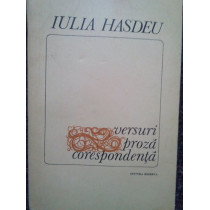 IULIA HASDEU
versuri
proză
corespondență